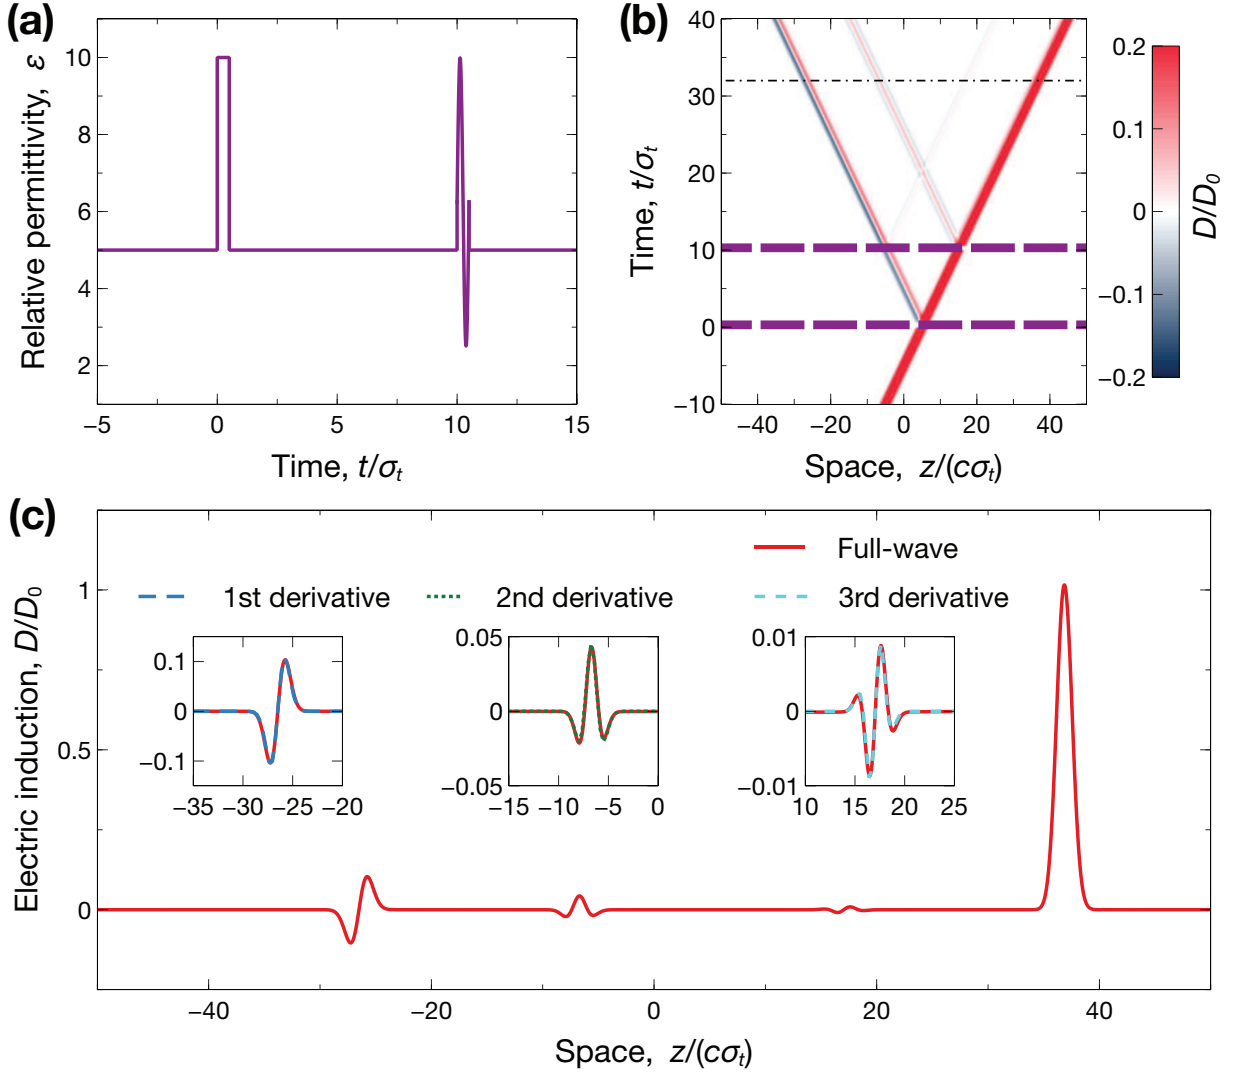 (a)
Relative permittivity, ε
10
8
6
4
2
−5
0
5
10
15
Time, t/σt
(b)
Time, t/σt
40
30
20
10
0
−10
−40
−20
0
20
40
Space, z/(cσt)
0.2
0.1
0
−0.1
−0.2
D/D0
(c)
Electric induction, D/D0
1
0.5
0
Full-wave
1st derivative
2nd derivative
3rd derivative
0.1
0
−0.1
−35 −30 −25 −20
0.05
0
−0.05
−15 −10 −5 0
0.01
0
−0.01
10 15 20 25
−40
−20
0
20
40
Space, z/(cσt)